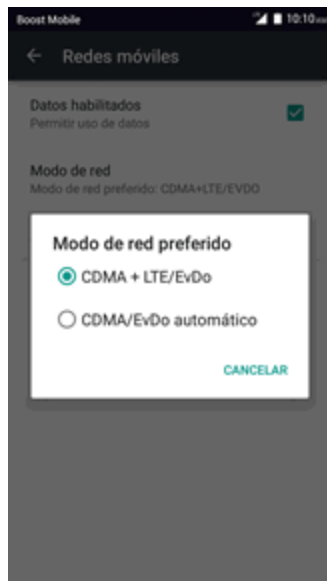 Boost Mobile 10:10
Redes móviles
Datos habilitados
Permitir uso de datos
Modo de red
Modo de red preferido: CDMA+LTE/EVDO
Modo de red preferido
CDMA + LTE/EvDo
CDMA/EvDo automático
CANCELAR